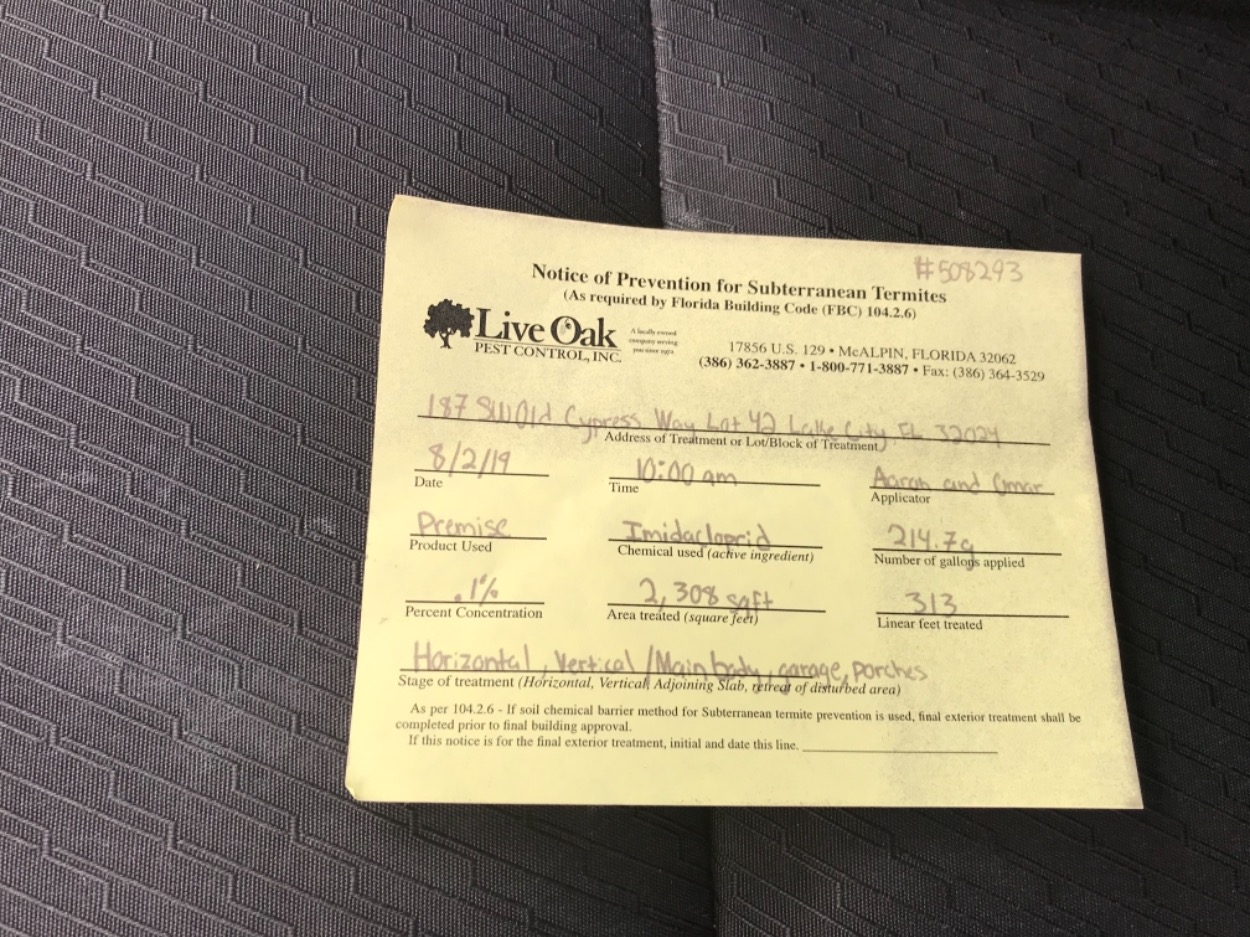 #508293
Notice of Prevention for Subterranean Termites
(As required by Florida Building Code (FBC) 104.2.6)
Live Oak
PEST CONTROL, INC.
A locally owned
company serving
you since 1972
17856 U.S. 129 • McALPIN, FLORIDA 32062
(386) 362-3887 • 1-800-771-3887 • Fax: (386) 364-3529
187 SW Old Cypress Way Lot 42 Lake City, FL 32024
Address of Treatment or Lot/Block of Treatment)
8/2/19 10:00 am Aaron and Omar
Date Time Applicator
Premise Imidacloprid 214.7g
Product Used Chemical used (active ingredient) Number of gallons applied
.1% 2,308 sqft 313
Percent Concentration Area treated (square feet) Linear feet treated
Horizontal, Vertical / Main body, garage, porches
Stage of treatment (Horizontal, Vertical, Adjoining Slab, retreat of disturbed area)
As per 104.2.6 - If soil chemical barrier method for Subterranean termite prevention is used, final exterior treatment shall be
completed prior to final building approval.
If this notice is for the final exterior treatment, initial and date this line.